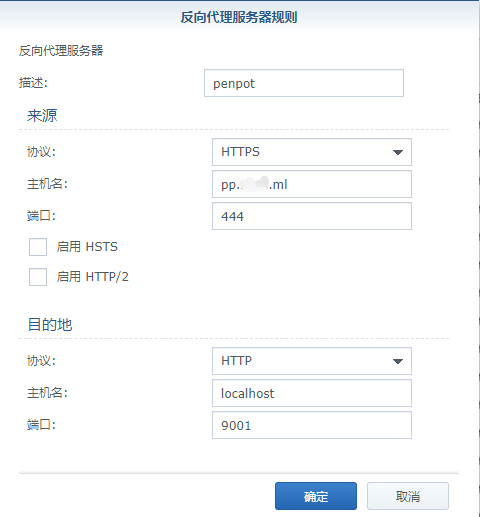 反向代理服务器规则
反向代理服务器
描述: penpot
来源
协议: HTTPS
主机名: pp. .ml
端口: 444
启用 HSTS
启用 HTTP/2
目的地
协议: HTTP
主机名: localhost
端口: 9001
确定 取消